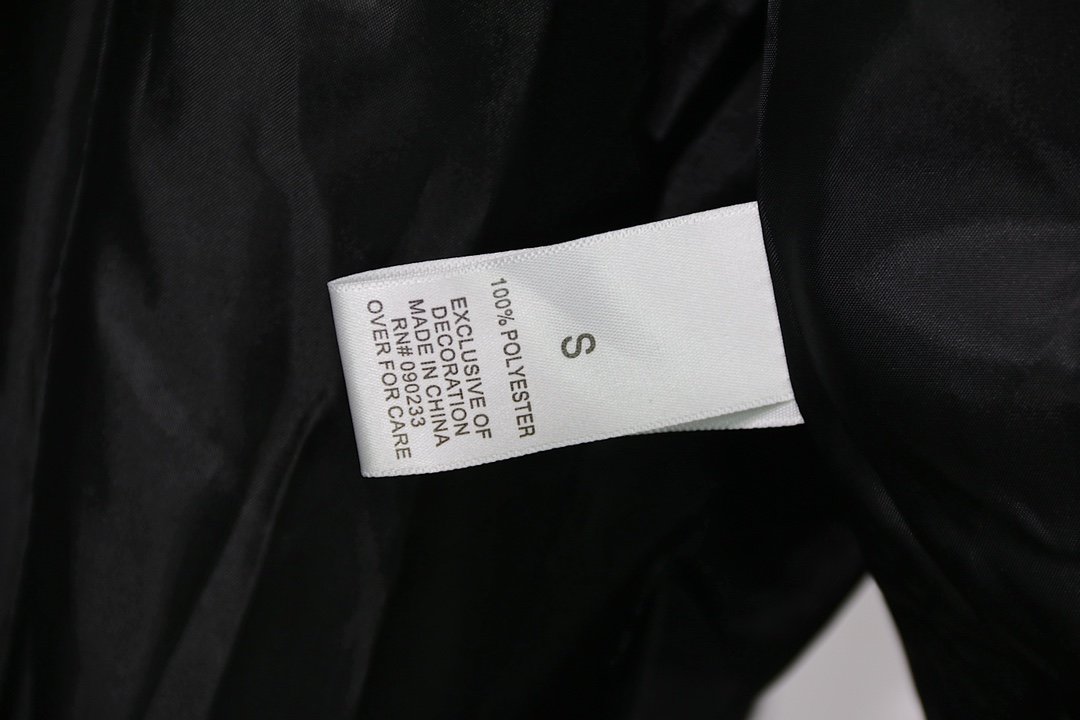 S
100% POLYESTER
EXCLUSIVE OF
DECORATION
MADE IN CHINA
RN# 090233
OVER FOR CARE